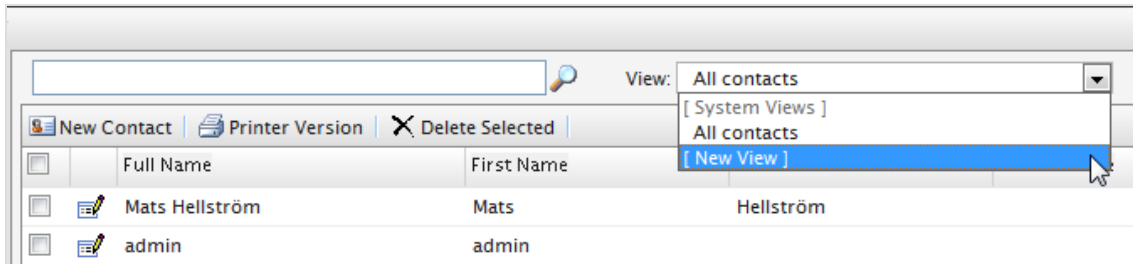 View: All contacts
[ System Views ]
New Contact Printer Version Delete Selected All contacts
Full Name First Name [ New View ]
Mats Hellström Mats Hellström
admin admin